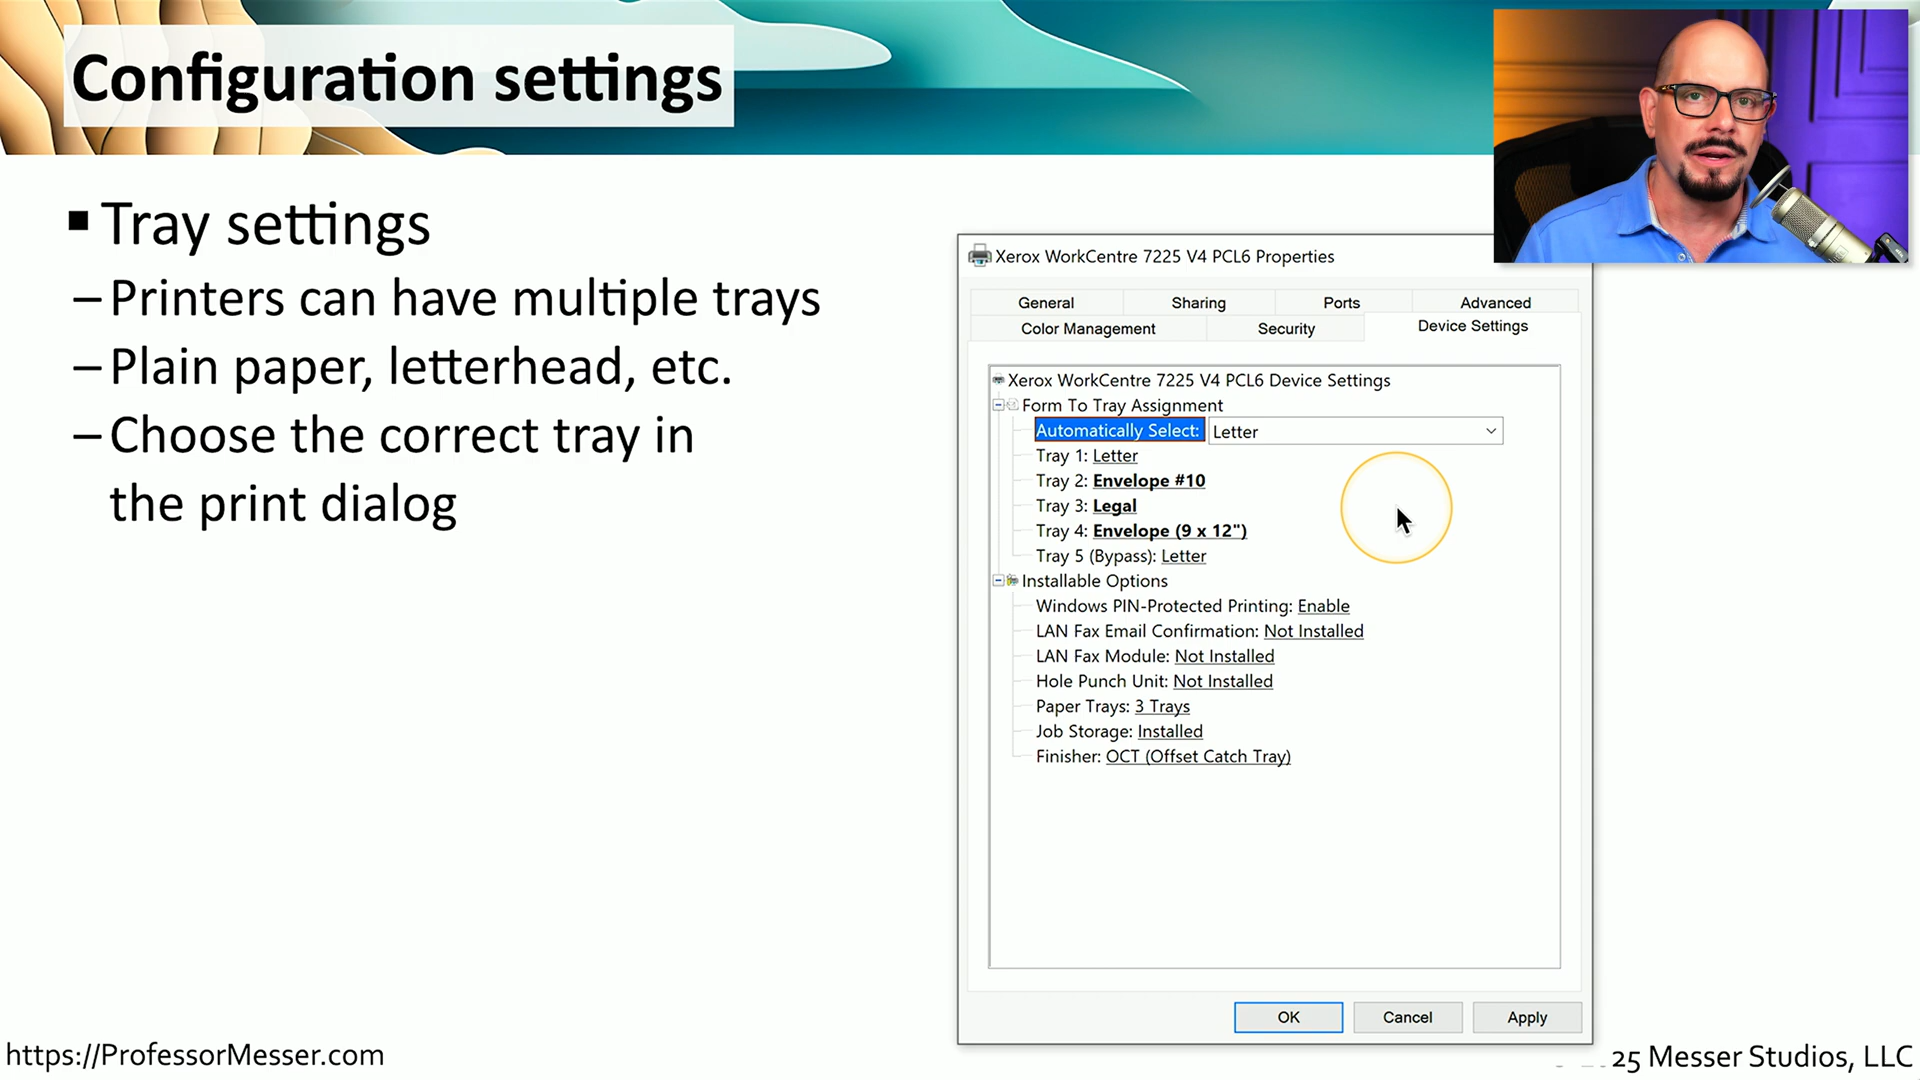 Configuration settings
▪ Tray settings
– Printers can have multiple trays
– Plain paper, letterhead, etc.
– Choose the correct tray in
the print dialog
Xerox WorkCentre 7225 V4 PCL6 Properties
General Sharing Ports Advanced
Color Management Security Device Settings
Xerox WorkCentre 7225 V4 PCL6 Device Settings
Form To Tray Assignment
Automatically Select: Letter
Tray 1: Letter
Tray 2: Envelope #10
Tray 3: Legal
Tray 4: Envelope (9 x 12")
Tray 5 (Bypass): Letter
Installable Options
Windows PIN-Protected Printing: Enable
LAN Fax Email Confirmation: Not Installed
LAN Fax Module: Not Installed
Hole Punch Unit: Not Installed
Paper Trays: 3 Trays
Job Storage: Installed
Finisher: OCT (Offset Catch Tray)
OK Cancel Apply
https://ProfessorMesser.com
25 Messer Studios, LLC